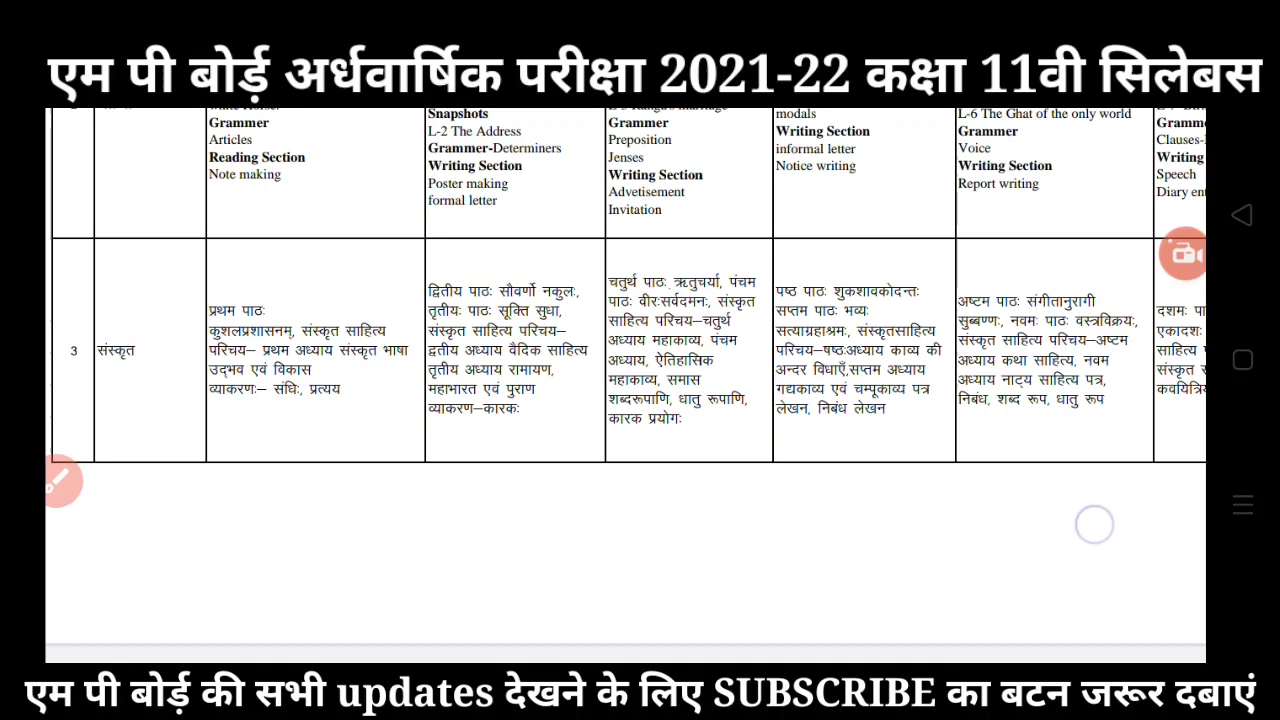 एम पी बोर्ड़ अर्धवार्षिक परीक्षा 2021-22 कक्षा 11वी सिलेबस
Grammer
Articles
Reading Section
Note making
Snapshots
L-2 The Address
Grammer-Determiners
Writing Section
Poster making
formal letter
Grammer
Preposition
Jenses
Writing Section
Advetisement
Invitation
modals
Writing Section
informal letter
Notice writing
L-6 The Ghat of the only world
Grammer
Voice
Writing Section
Report writing
Clauses-
Writing
Speech
3
संस्कृत
प्रथम पाठः
कुशलप्रशासनम्, संस्कृत साहित्य
परिचय– प्रथम अध्याय संस्कृत भाषा
उद्भव एवं विकास
व्याकरणः– संधिः, प्रत्यय
द्वितीय पाठः सौवर्णो नकुलः,
तृतीयः पाठः सूक्ति सुधा,
संस्कृत साहित्य परिचय–
द्वतीय अध्याय वैदिक साहित्य
तृतीय अध्याय रामायण,
महाभारत एवं पुराण
व्याकरण–कारकः
चतुर्थ पाठः ऋतुचर्या, पंचम
पाठः वीरःसर्वदमनः, संस्कृत
साहित्य परिचय–चतुर्थ
अध्याय महाकाव्य, पंचम
अध्याय, ऐतिहासिक
महाकाव्य, समास
शब्दरूपाणि, धातु रूपाणि,
कारक प्रयोगः
पष्ठ पाठः शुकशावकोदन्तः
सप्तम पाठः भव्यः
सत्याग्रहाश्रमः, संस्कृतसाहित्य
परिचय–षष्ठःअध्याय काव्य की
अन्दर विधाएँ,सप्तम अध्याय
गद्यकाव्य एवं चम्पूकाव्य पत्र
लेखन, निबंध लेखन
अष्टम पाठः संगीतानुरागी
सुब्बण्णः, नवमः पाठः वस्त्रविक्रयः,
संस्कृत साहित्य परिचय–अष्टम
अध्याय कथा साहित्य, नवम
अध्याय नाट्य साहित्य पत्र,
निबंध, शब्द रूप, धातु रूप
दशमः
एकादशः
साहित्य
संस्कृत
एम पी बोर्ड़ की सभी updates देखने के लिए SUBSCRIBE का बटन जरूर दबाएं